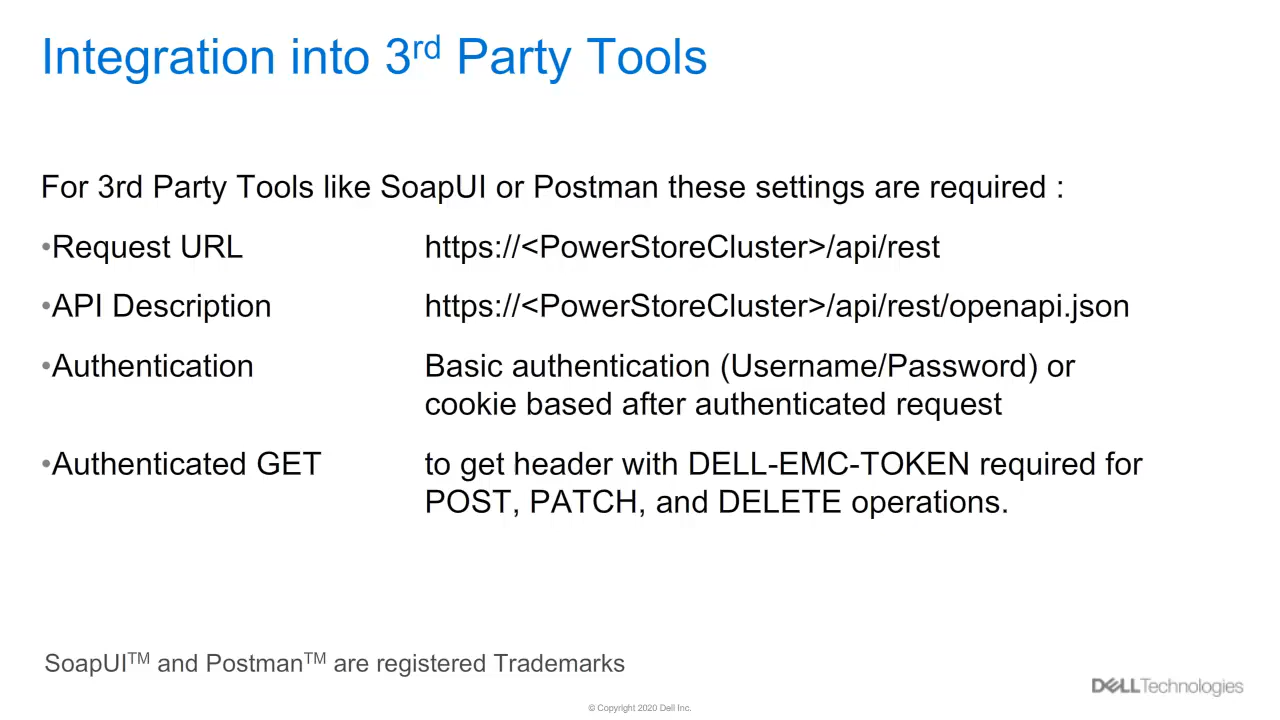 Integration into 3rd Party Tools
For 3rd Party Tools like SoapUI or Postman these settings are required :
•Request URL https://<PowerStoreCluster>/api/rest
•API Description https://<PowerStoreCluster>/api/rest/openapi.json
•Authentication Basic authentication (Username/Password) or
cookie based after authenticated request
•Authenticated GET to get header with DELL-EMC-TOKEN required for
POST, PATCH, and DELETE operations.
SoapUITM and PostmanTM are registered Trademarks
DELLTechnologies
© Copyright 2020 Dell Inc.